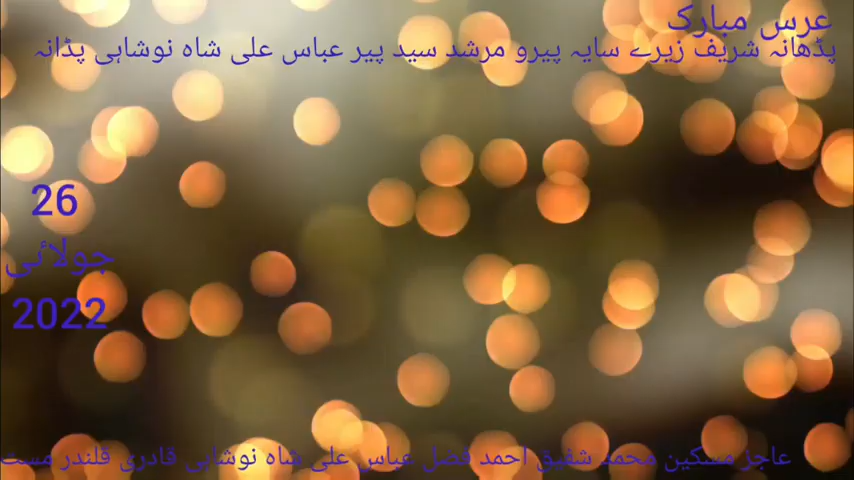 عرس مبارک
پڈھانہ شریف زیرے سایہ پیرو مرشد سید پیر عباس علی شاہ نوشاہی پڈانہ
26
جولائی
2022
عاجز مسکین محمد شفیق احمد فضل عباس علی شاہ نوشاہی قادری قلندر مست